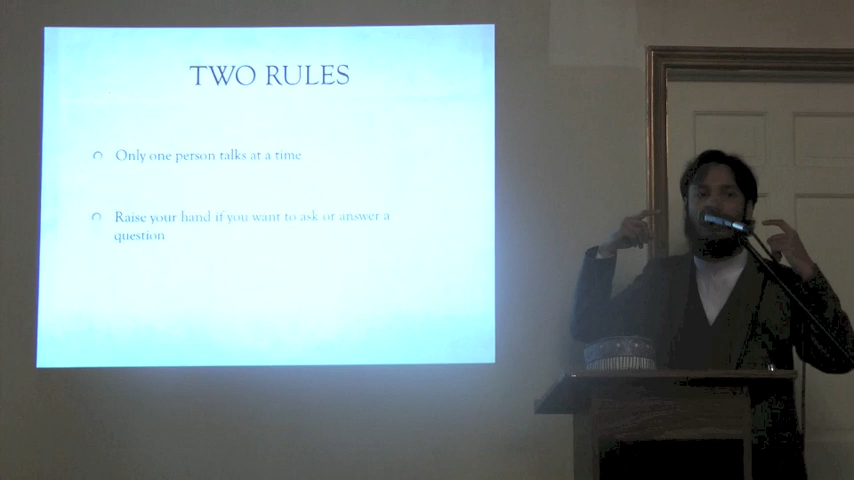 TWO RULES
Only one person talks at a time
Raise your hand if you want to ask or answer a
question